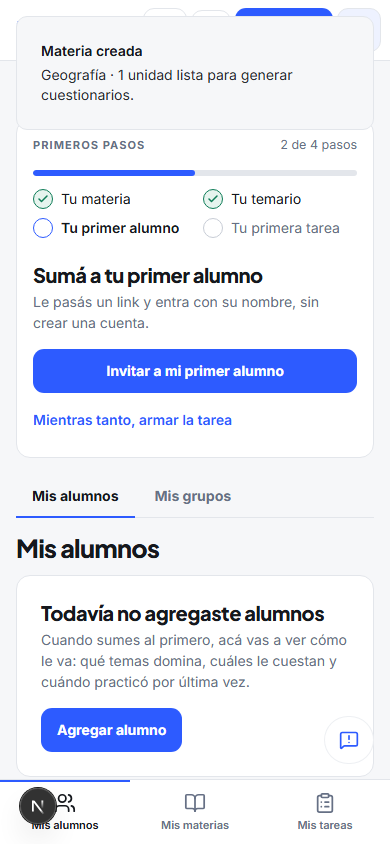 Materia creada
Geografía · 1 unidad lista para generar
cuestionarios.
PRIMEROS PASOS
2 de 4 pasos
Tu materia
Tu temario
Tu primer alumno
Tu primera tarea
Sumá a tu primer alumno
Le pasás un link y entra con su nombre, sin
crear una cuenta.
Invitar a mi primer alumno
Mientras tanto, armar la tarea
Mis alumnos
Mis grupos
Mis alumnos
Todavía no agregaste alumnos
Cuando sumes al primero, acá vas a ver cómo
le va: qué temas domina, cuáles le cuestan y
cuándo practicó por última vez.
Agregar alumno
N
Mis alumnos
Mis materias
Mis tareas